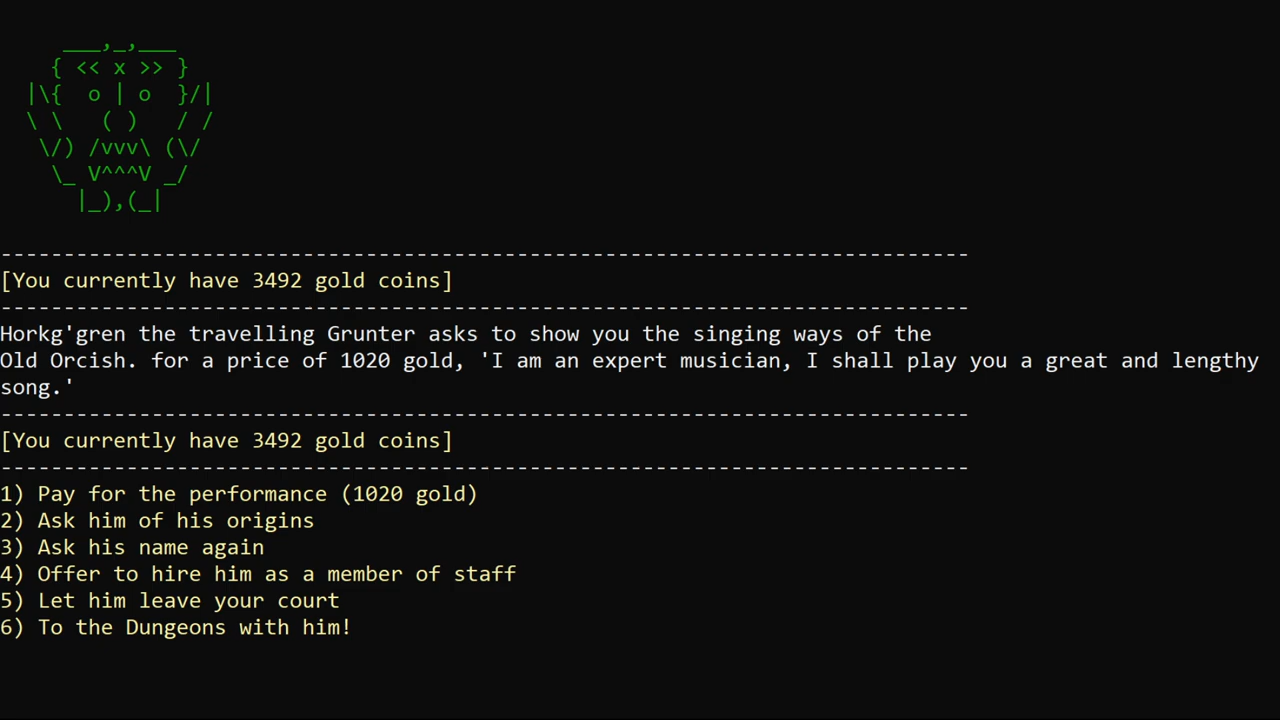 ___,_,___
{ << x >> }
|\{  o | o  }/|
\ \   ( )   / /
\/) /vvv\ (\/
\_ V^^^V _/
|_),(_|
-----------------------------------------------------------------------------
[You currently have 3492 gold coins]
-----------------------------------------------------------------------------
Horkg'gren the travelling Grunter asks to show you the singing ways of the
Old Orcish. for a price of 1020 gold, 'I am an expert musician, I shall play you a great and lengthy
song.'
-----------------------------------------------------------------------------
[You currently have 3492 gold coins]
-----------------------------------------------------------------------------
1) Pay for the performance (1020 gold)
2) Ask him of his origins
3) Ask his name again
4) Offer to hire him as a member of staff
5) Let him leave your court
6) To the Dungeons with him!